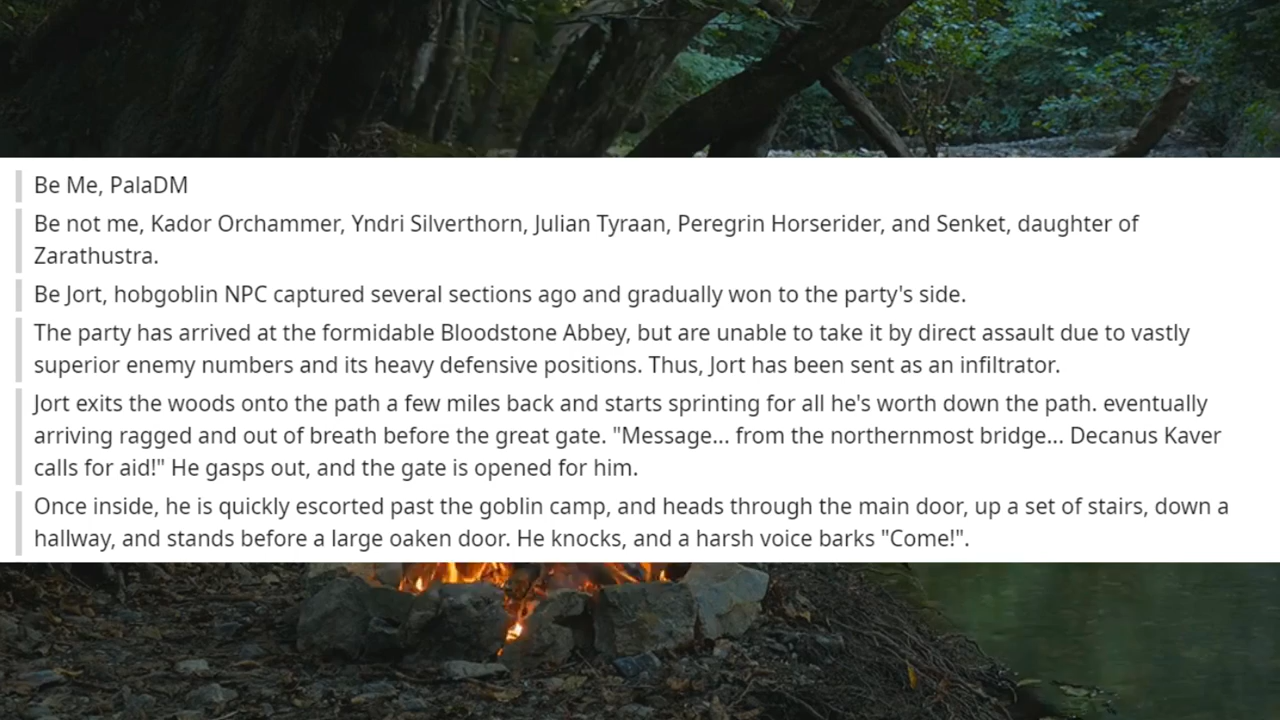 Be Me, PalaDM
Be not me, Kador Orchammer, Yndri Silverthorn, Julian Tyraan, Peregrin Horserider, and Senket, daughter of
Zarathustra.
Be Jort, hobgoblin NPC captured several sections ago and gradually won to the party's side.
The party has arrived at the formidable Bloodstone Abbey, but are unable to take it by direct assault due to vastly
superior enemy numbers and its heavy defensive positions. Thus, Jort has been sent as an infiltrator.
Jort exits the woods onto the path a few miles back and starts sprinting for all he's worth down the path. eventually
arriving ragged and out of breath before the great gate. "Message... from the northernmost bridge... Decanus Kaver
calls for aid!" He gasps out, and the gate is opened for him.
Once inside, he is quickly escorted past the goblin camp, and heads through the main door, up a set of stairs, down a
hallway, and stands before a large oaken door. He knocks, and a harsh voice barks "Come!".